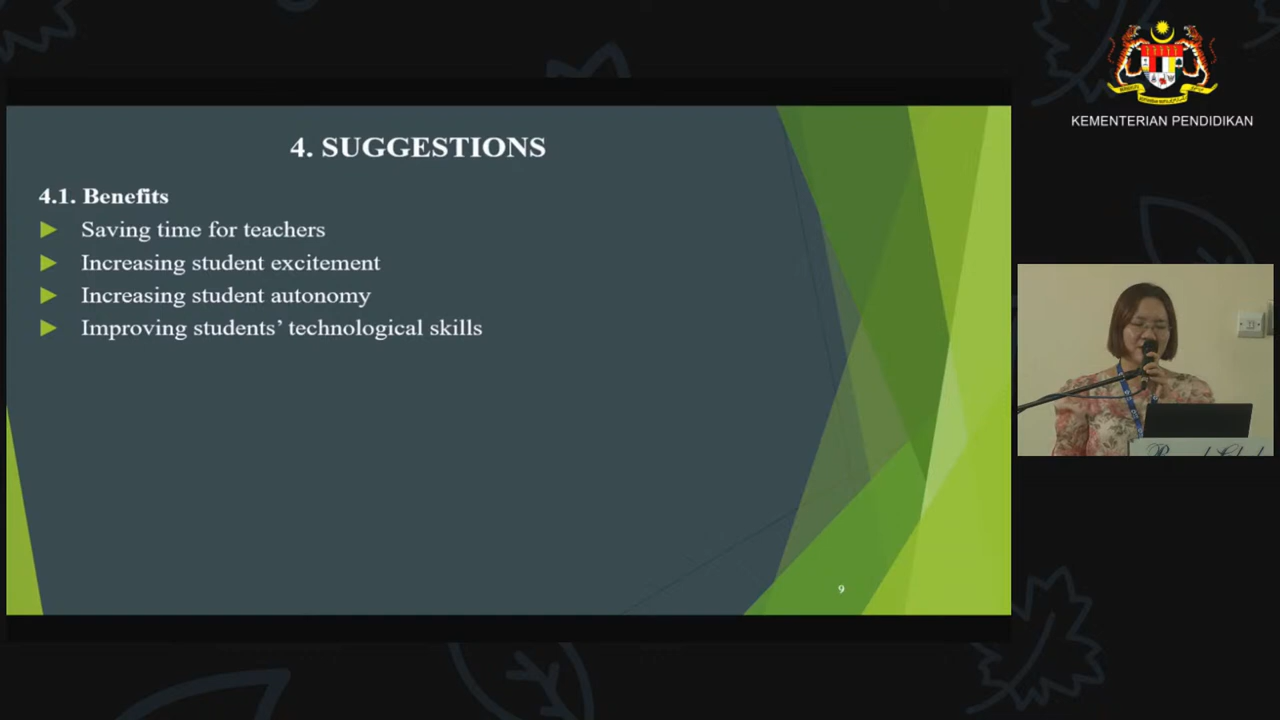 KEMENTERIAN PENDIDIKAN
4. SUGGESTIONS
4.1. Benefits
Saving time for teachers
Increasing student excitement
Increasing student autonomy
Improving students’ technological skills
9